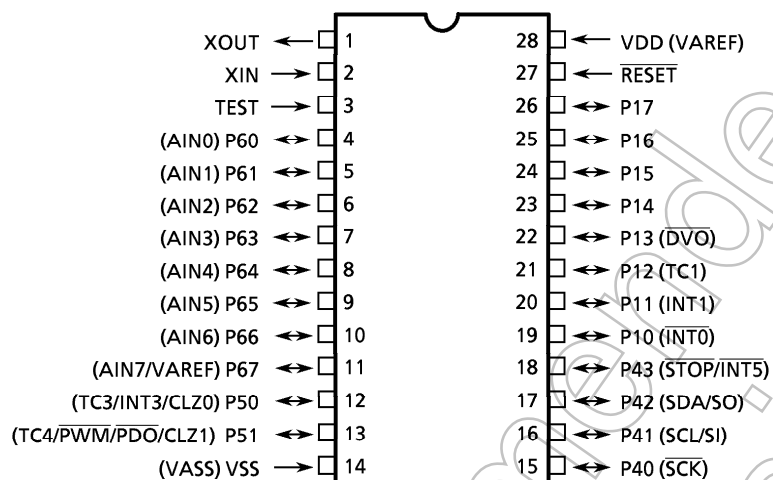 XOUT 1 28 VDD (VAREF)
XIN 2 27 RESET
TEST 3 26 P17
(AIN0) P60 4 25 P16
(AIN1) P61 5 24 P15
(AIN2) P62 6 23 P14
(AIN3) P63 7 22 P13 (DVO)
(AIN4) P64 8 21 P12 (TC1)
(AIN5) P65 9 20 P11 (INT1)
(AIN6) P66 10 19 P10 (INT0)
(AIN7/VAREF) P67 11 18 P43 (STOP/INT5)
(TC3/INT3/CLZ0) P50 12 17 P42 (SDA/SO)
(TC4/PWM/PDO/CLZ1) P51 13 16 P41 (SCL/SI)
(VASS) VSS 14 15 P40 (SCK)